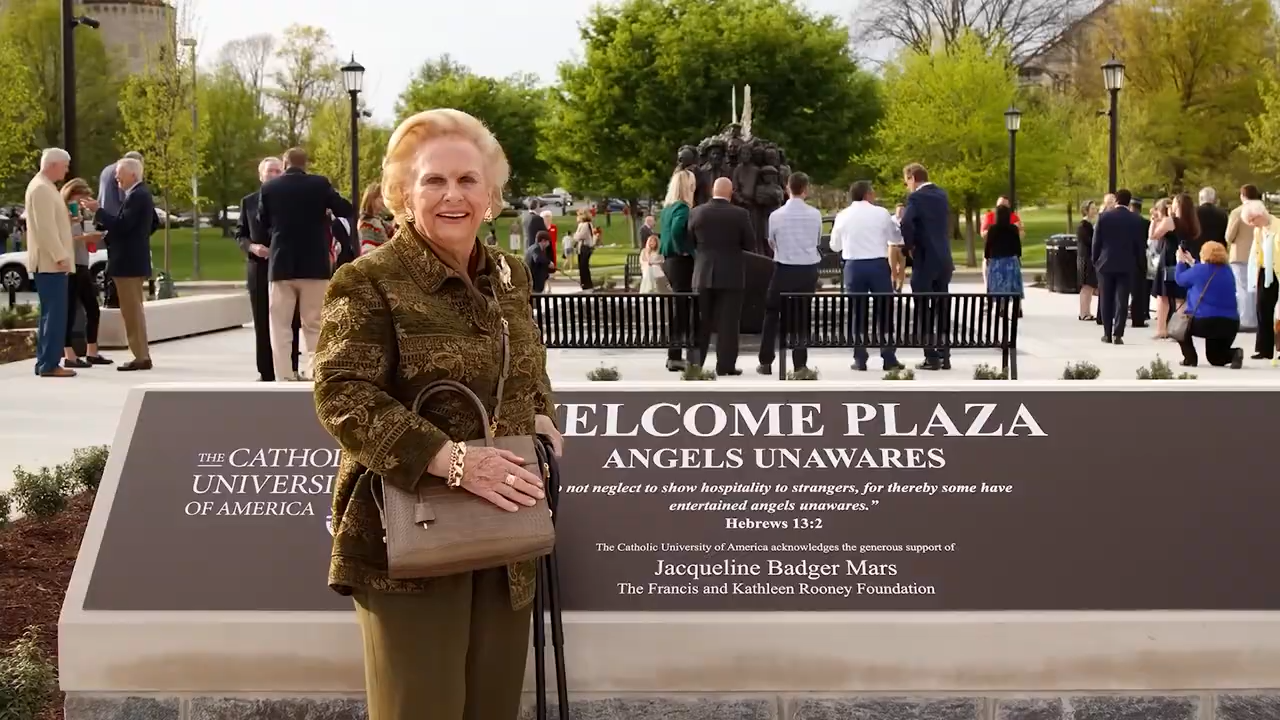 THE CATHOL
UNIVERSI
OF AMERICA
ELCOME PLAZA
ANGELS UNAWARES
not neglect to show hospitality to strangers, for thereby some have
entertained angels unawares.”
Hebrews 13:2
The Catholic University of America acknowledges the generous support of
Jacqueline Badger Mars
The Francis and Kathleen Rooney Foundation